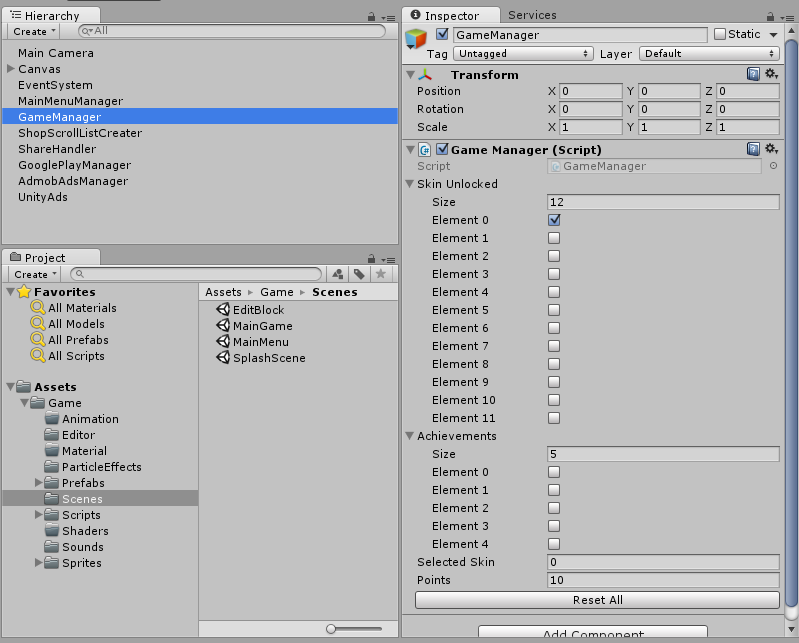 Hierarchy
Create
All
Main Camera
Canvas
EventSystem
MainMenuManager
GameManager
ShopScrollListCreater
ShareHandler
GooglePlayManager
AdmobAdsManager
UnityAds
Project
Create
Favorites
All Materials
All Models
All Prefabs
All Scripts
Assets
Game
Animation
Editor
Material
ParticleEffects
Prefabs
Scenes
Scripts
Shaders
Sounds
Sprites
Assets Game Scenes
EditBlock
MainGame
MainMenu
SplashScene
Inspector Services
GameManager Static
Tag Untagged Layer Default
Transform
Position X 0 Y 0 Z 0
Rotation X 0 Y 0 Z 0
Scale X 1 Y 1 Z 1
Game Manager (Script)
Script GameManager
Skin Unlocked
Size 12
Element 0
Element 1
Element 2
Element 3
Element 4
Element 5
Element 6
Element 7
Element 8
Element 9
Element 10
Element 11
Achievements
Size 5
Element 0
Element 1
Element 2
Element 3
Element 4
Selected Skin 0
Points 10
Reset All
Add Component